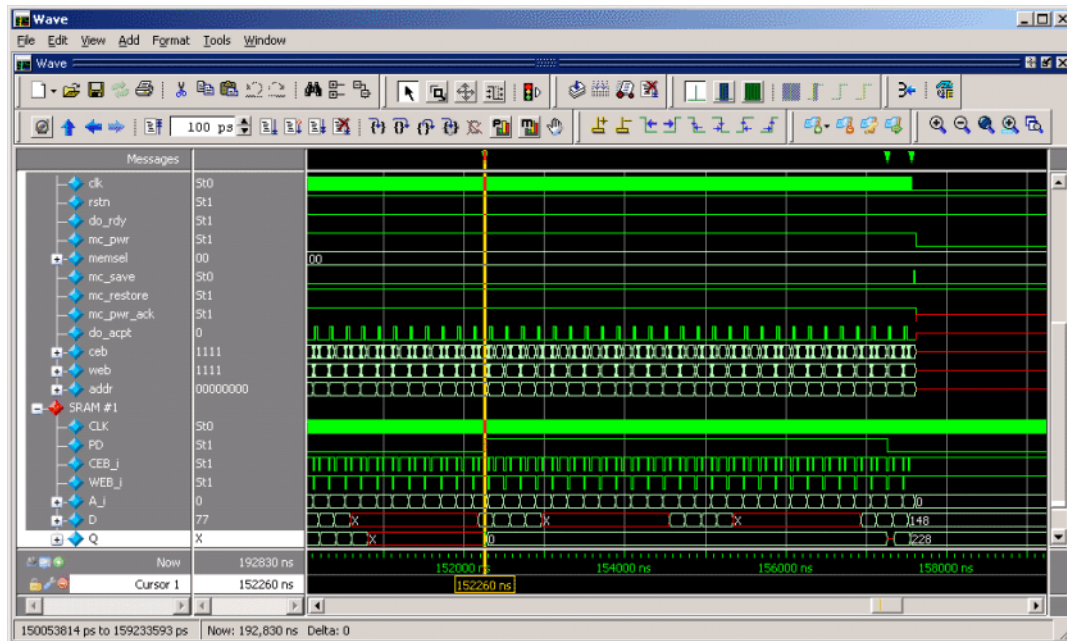 Wave
File Edit View Add Format Tools Window
Wave
100 ps
Messages
clk St0
rstn St1
do_rdy St1
mc_pwr St1
memsel 00 00
mc_save St0
mc_restore St1
mc_pwr_ack St1
do_acpt 0
ceb 1111
web 1111
addr 00000000
SRAM #1
CLK St0
PD St1
CEB_i St1
WEB_i St1
A_i 0 0
D 77 X X X 148
Q X X 0 228
Now 192830 ns 152000 ns 154000 ns 156000 ns 158000 ns
Cursor 1 152260 ns 152260 ns
150053814 ps to 159233593 ps Now: 192,830 ns Delta: 0